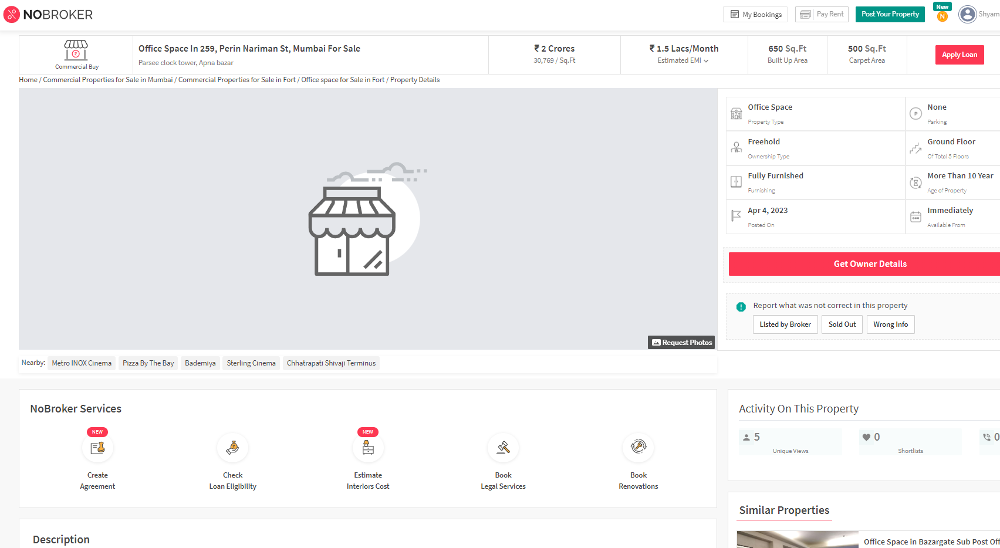 NOBROKER
My Bookings
Pay Rent
Post Your Property
New
N
Shyam
Commercial Buy
Office Space In 259, Perin Nariman St, Mumbai For Sale
Parsee clock tower, Apna bazar
₹ 2 Crores
30,769 / Sq.Ft
₹ 1.5 Lacs/Month
Estimated EMI
650 Sq.Ft
Built Up Area
500 Sq.Ft
Carpet Area
Apply Loan
Home / Commercial Properties for Sale in Mumbai / Commercial Properties for Sale in Fort / Office space for Sale in Fort / Property Details
Office Space
Property Type
None
Parking
Freehold
Ownership Type
Ground Floor
Of Total 5 Floors
Fully Furnished
Furnishing
More Than 10 Year
Age of Property
Apr 4, 2023
Posted On
Immediately
Available From
Get Owner Details
Report what was not correct in this property
Listed by Broker
Sold Out
Wrong Info
Request Photos
Nearby: Metro INOX Cinema Pizza By The Bay Bademiya Sterling Cinema Chhatrapati Shivaji Terminus
NoBroker Services
NEW
Create
Agreement
Check
Loan Eligibility
NEW
Estimate
Interiors Cost
Book
Legal Services
Book
Renovations
Activity On This Property
5
Unique Views
0
Shortlists
0
Description
Similar Properties
Office Space in Bazargate Sub Post Off